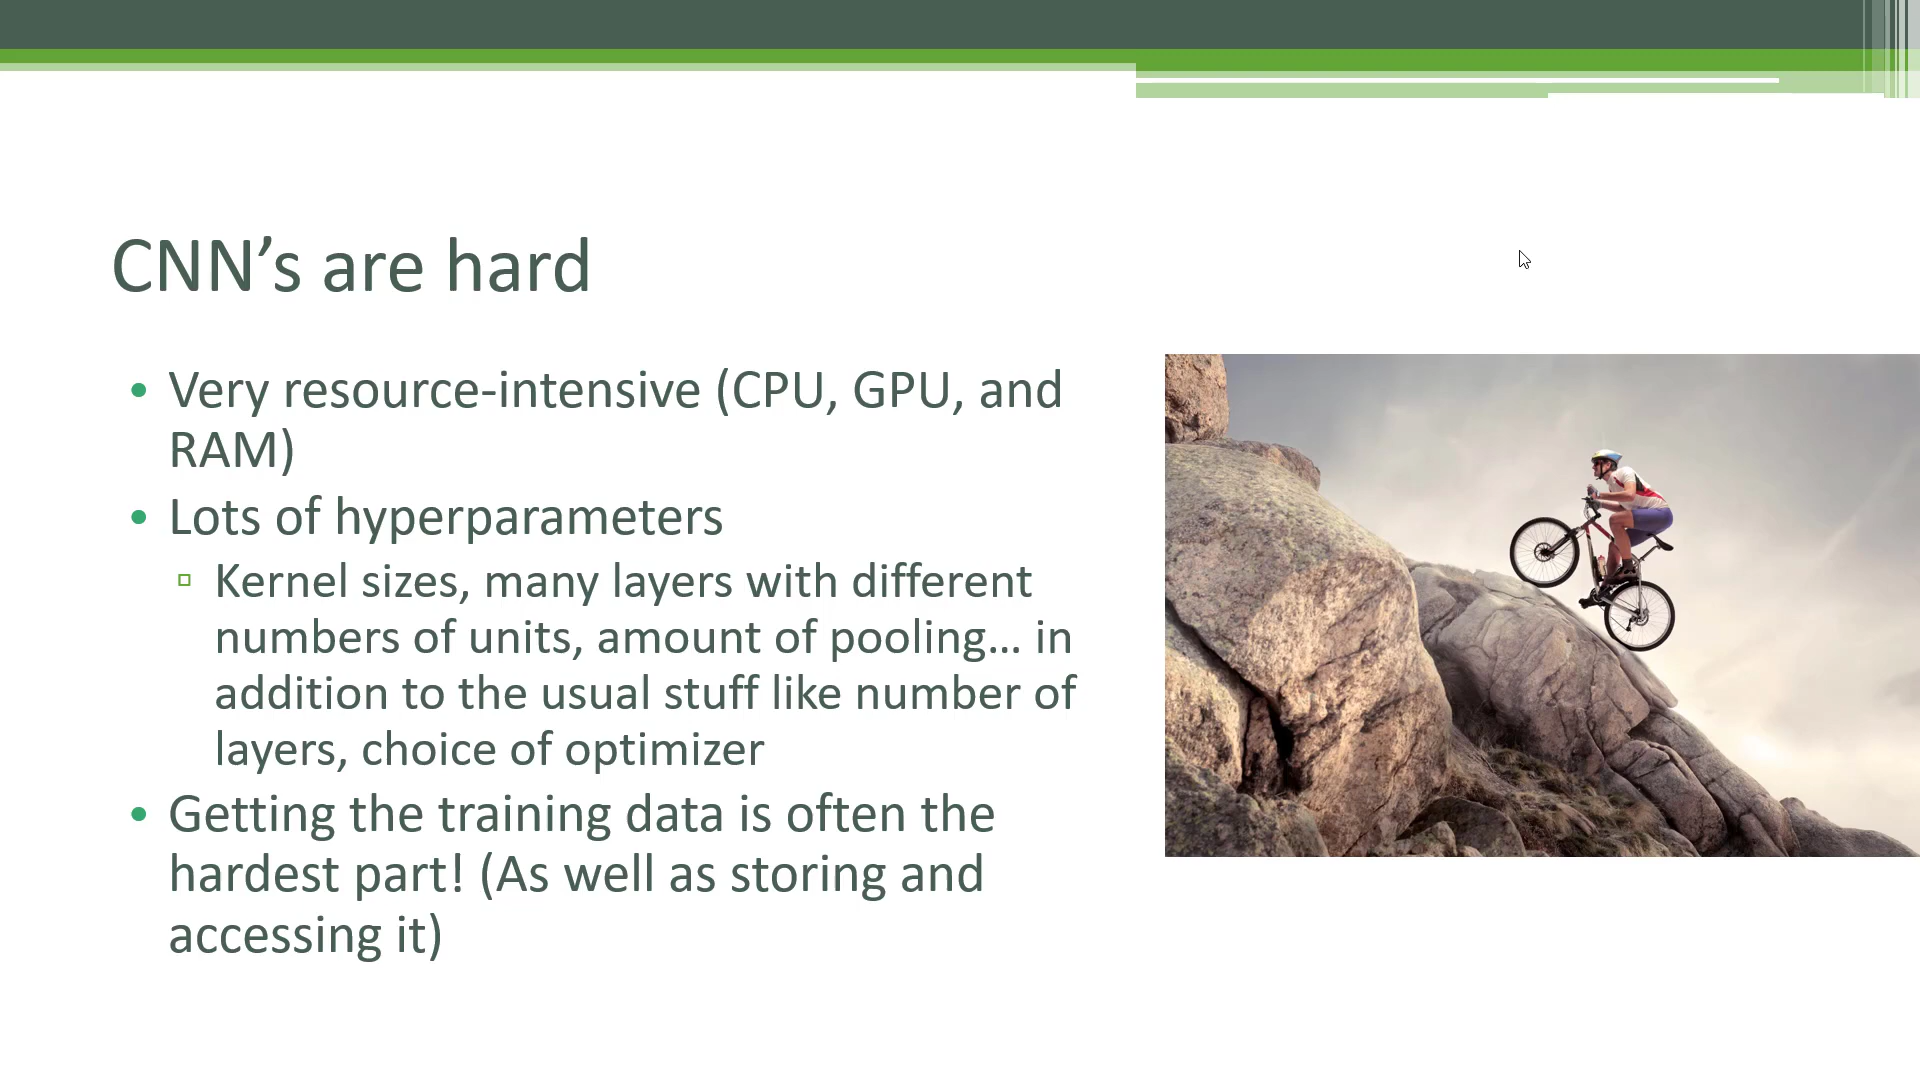 CNN’s are hard
• Very resource-intensive (CPU, GPU, and
RAM)
• Lots of hyperparameters
▫ Kernel sizes, many layers with different
numbers of units, amount of pooling… in
addition to the usual stuff like number of
layers, choice of optimizer
• Getting the training data is often the
hardest part! (As well as storing and
accessing it)